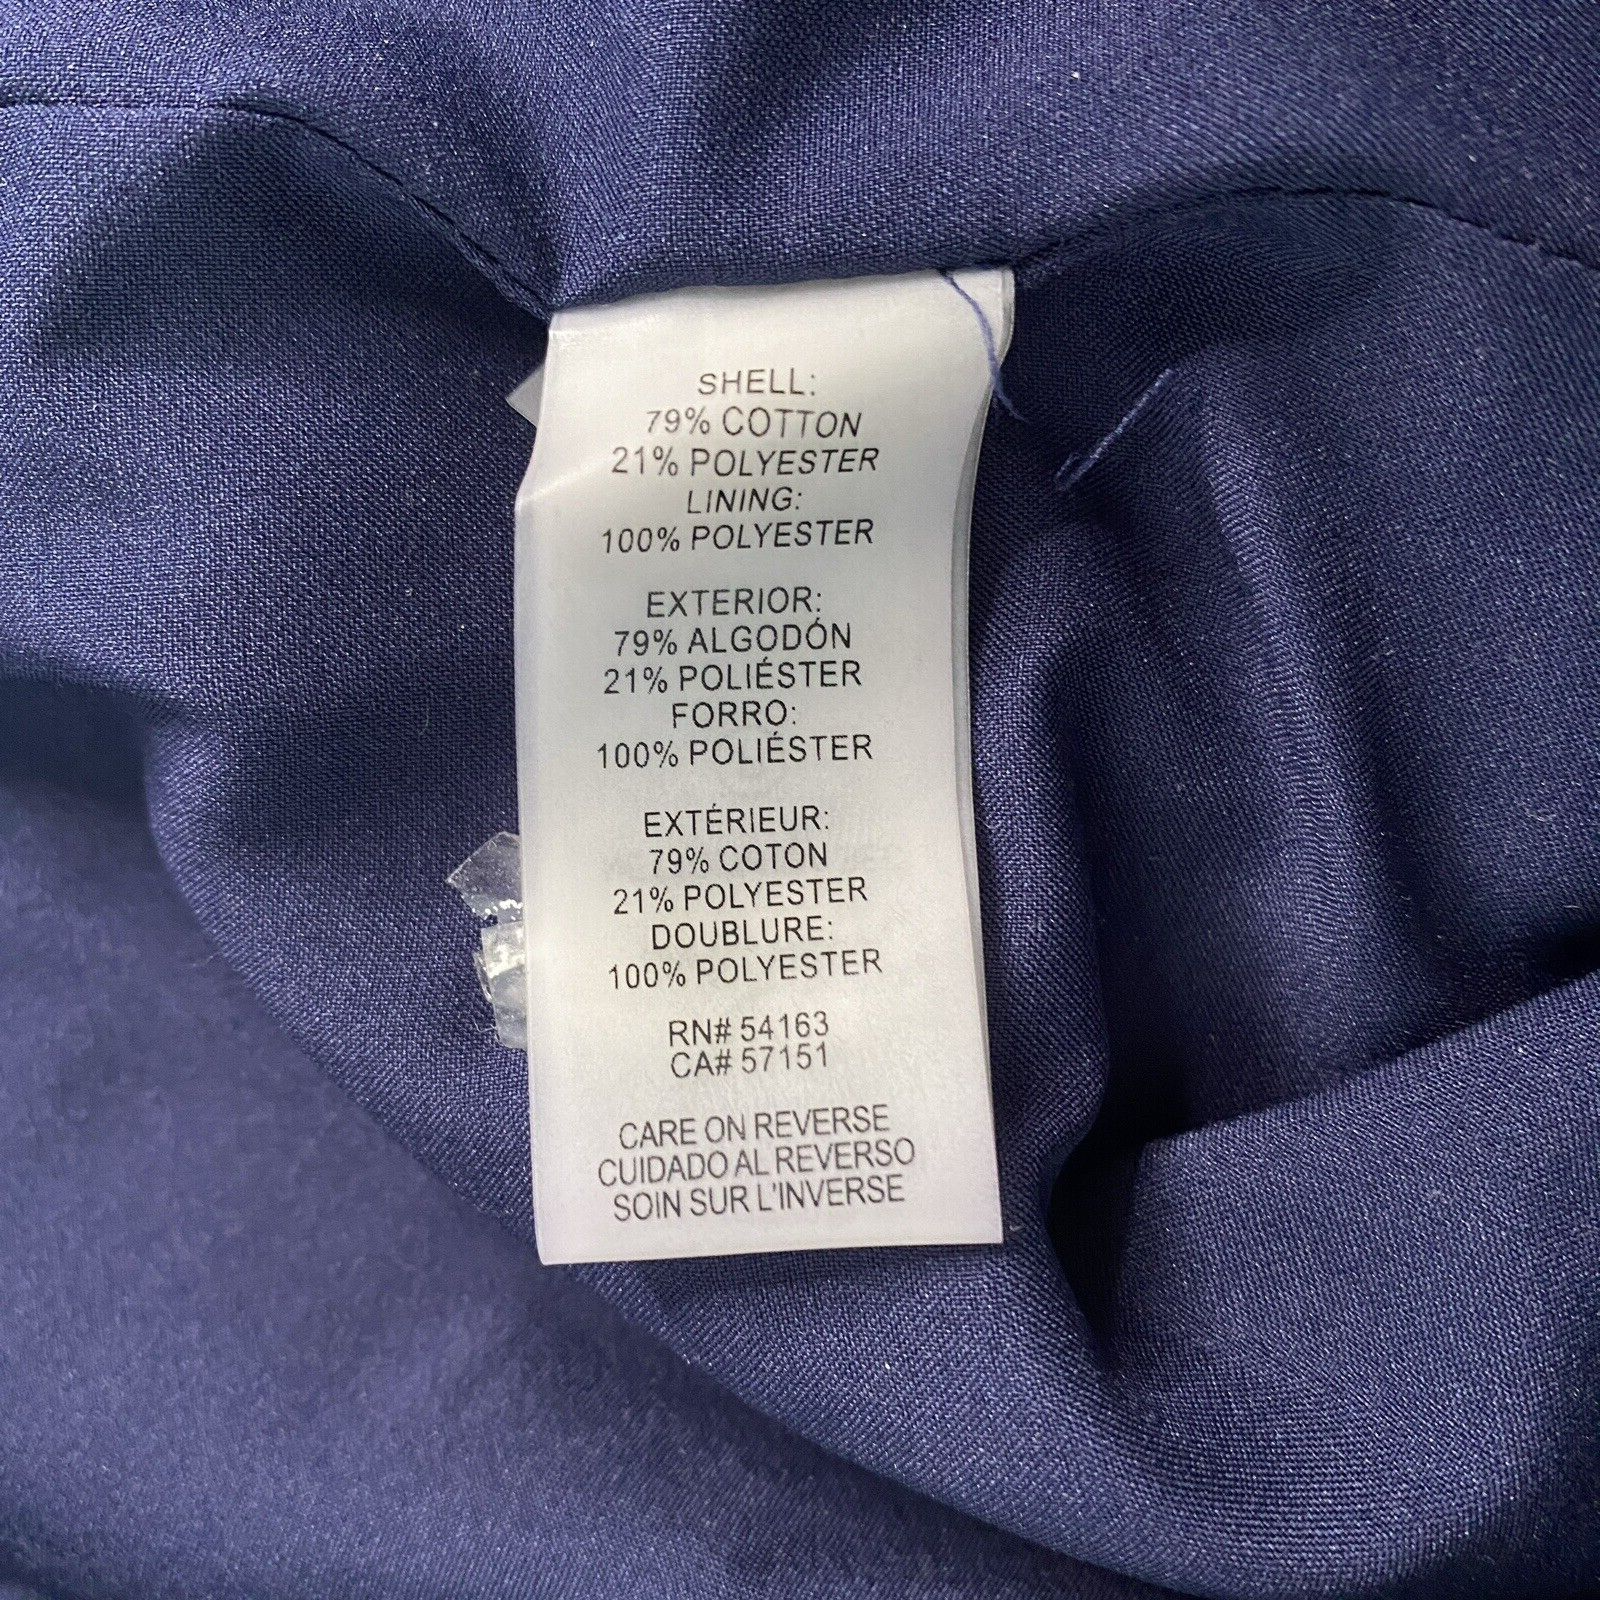 SHELL:
79% COTTON
21% POLYESTER
LINING:
100% POLYESTER
EXTERIOR:
79% ALGODÓN
21% POLIÉSTER
FORRO:
100% POLIÉSTER
EXTÉRIEUR:
79% COTON
21% POLYESTER
DOUBLURE:
100% POLYESTER
RN# 54163
CA# 57151
CARE ON REVERSE
CUIDADO AL REVERSO
SOIN SUR L'INVERSE